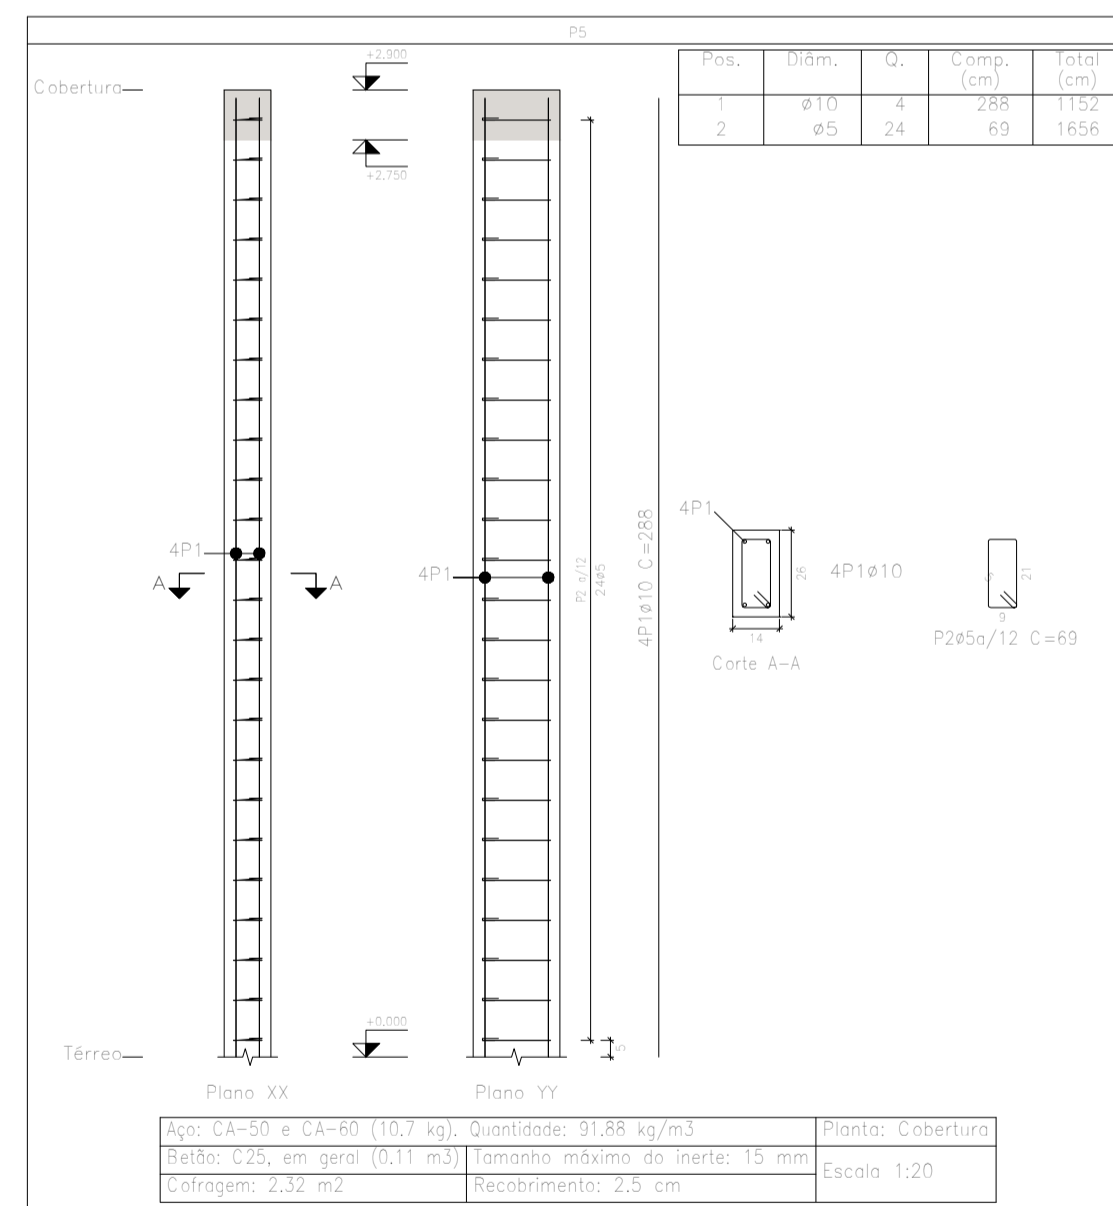 P5
Cobertura
+2.900
+2.750
Pos. Diâm. Q. Comp. (cm) Total (cm)
1 ø10 4 288 1152
2 ø5 24 69 1656
4P1
A A
4P1
P2 a/12
24ø5
4P1ø10 C=288
4P1
26
14
4P1ø10
Corte A-A
5
21
9
P2ø5a/12 C=69
+0.000
Térreo
5
Plano XX
Plano YY
Aço: CA-50 e CA-60 (10.7 kg). Quantidade: 91.88 kg/m3
Planta: Cobertura
Betão: C25, em geral (0.11 m3)
Tamanho máximo do inerte: 15 mm
Escala 1:20
Cofragem: 2.32 m2
Recobrimento: 2.5 cm